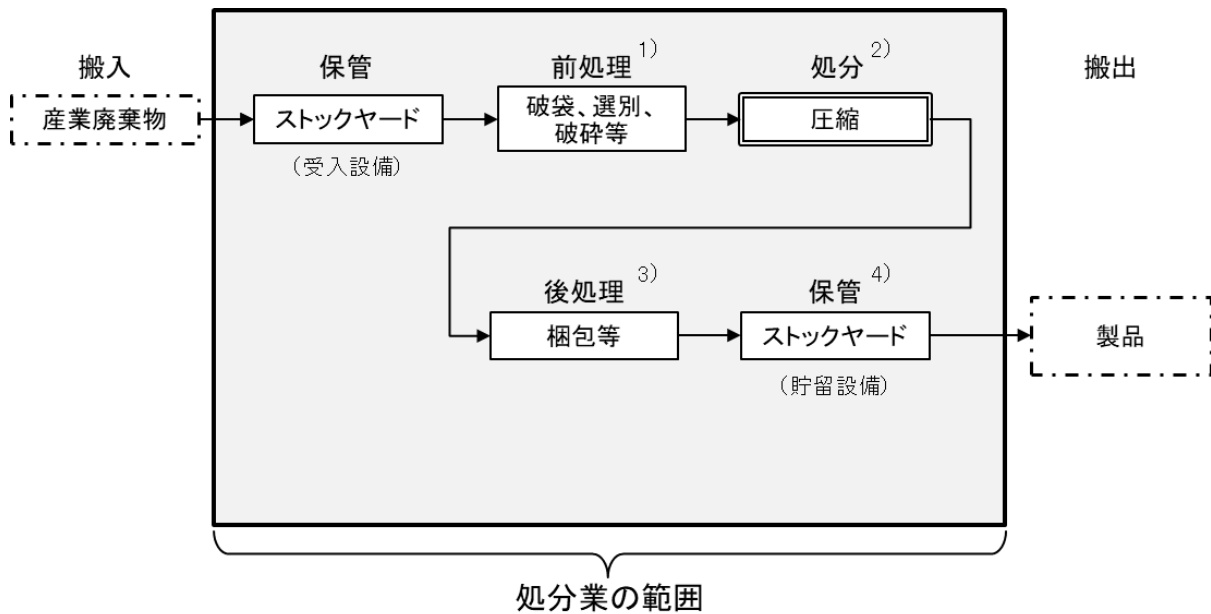 搬入
産業廃棄物
保管
ストックヤード
(受入設備)
前処理 1)
破袋、選別、
破砕等
処分 2)
圧縮
搬出
後処理 3)
梱包等
保管 4)
ストックヤード
(貯留設備)
製品
処分業の範囲